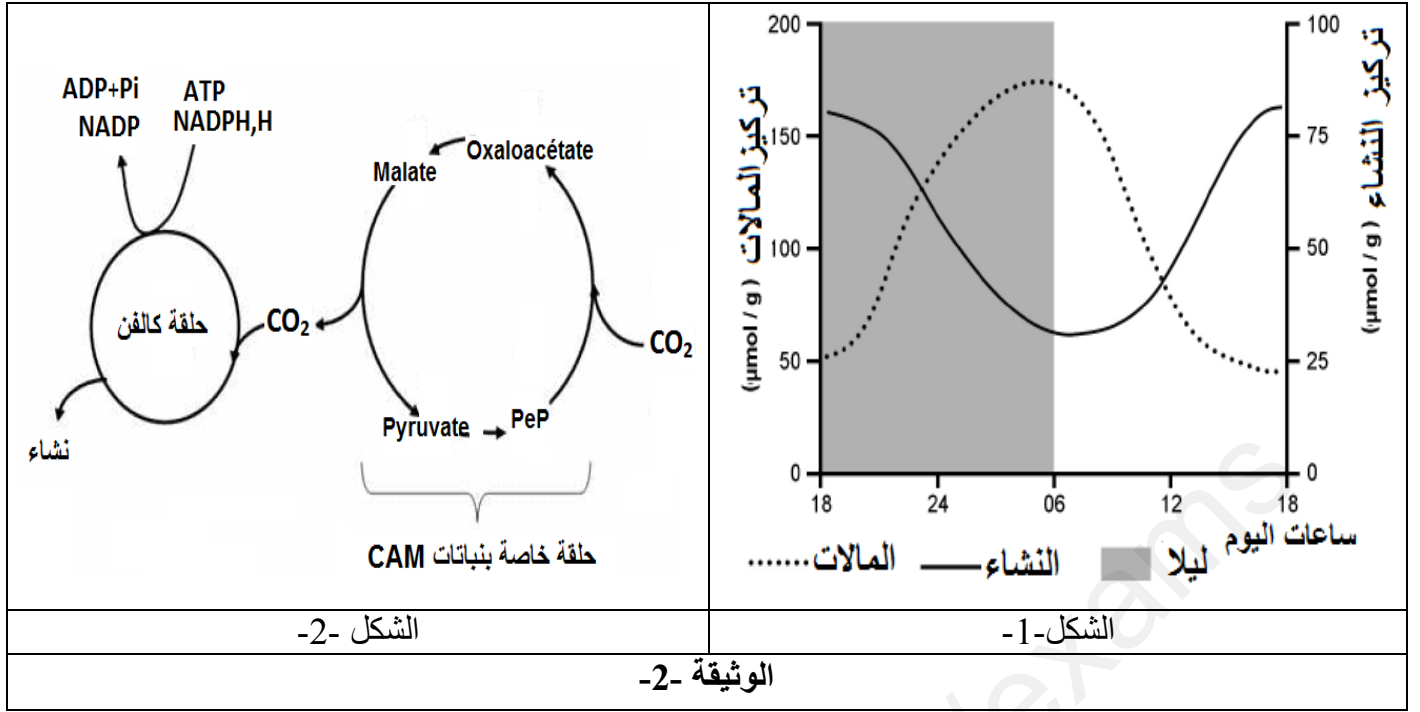 200
150
100
50
0
تركيز المالات (µmol / g)
100
75
50
25
0
تركيز النشاء (µmol / g)
18
24
06
12
18
ساعات اليوم
ليلا
النشاء
المالات
الشكل-1-
ADP+Pi
NADP
ATP
NADPH,H
حلقة كالفن
نشاء
CO₂
Malate
Oxaloacétate
Pyruvate
PeP
CO₂
حلقة خاصة بنباتات CAM
الشكل -2-
الوثيقة -2-